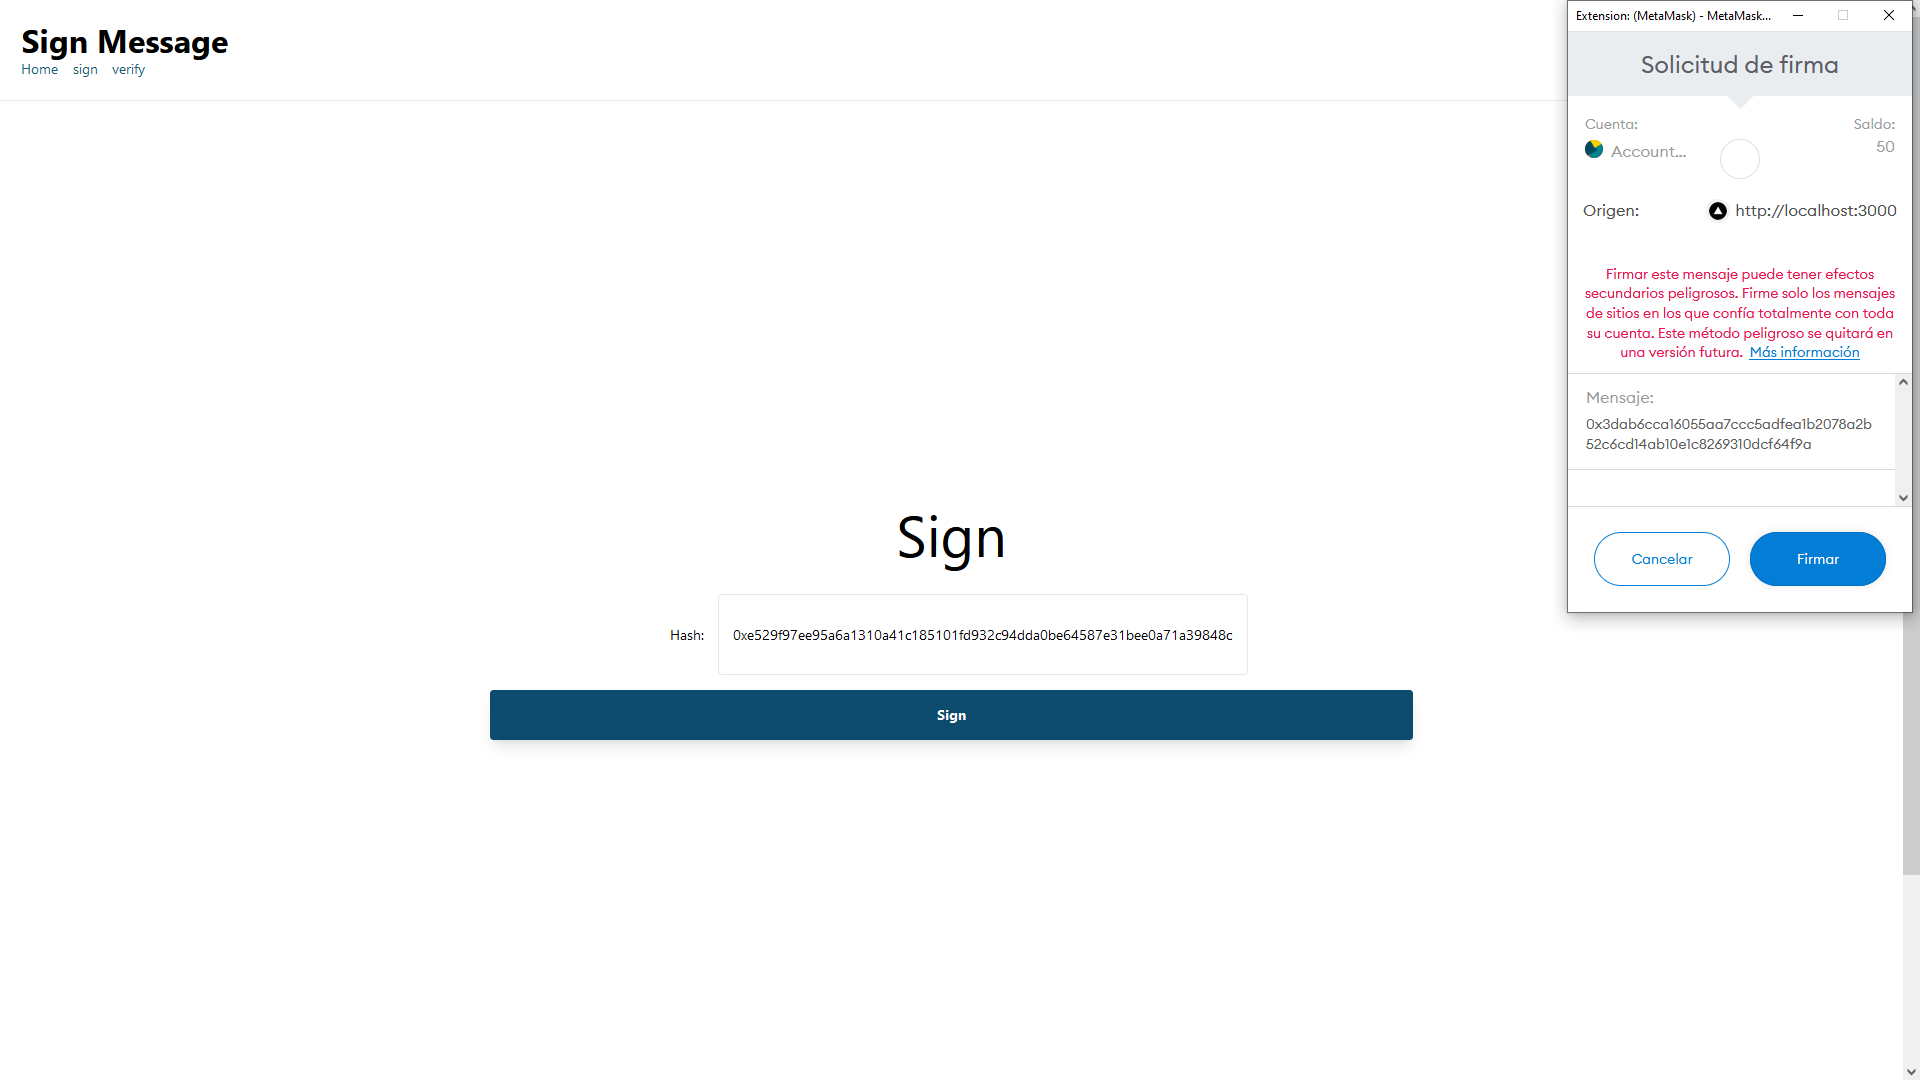 Sign Message
Home sign verify
Sign
Hash: 0xe529f97ee95a6a1310a41c185101fd932c94dda0be64587e31bee0a71a39848c
Sign
Extension: (MetaMask) - MetaMask...
Solicitud de firma
Cuenta: Saldo:
Account... 50
Origen: http://localhost:3000
Firmar este mensaje puede tener efectos
secundarios peligrosos. Firme solo los mensajes
de sitios en los que confía totalmente con toda
su cuenta. Este método peligroso se quitará en
una versión futura. Más información
Mensaje:
0x3dab6cca16055aa7ccc5adfea1b2078a2b
52c6cd14ab10e1c8269310dcf64f9a
Cancelar Firmar